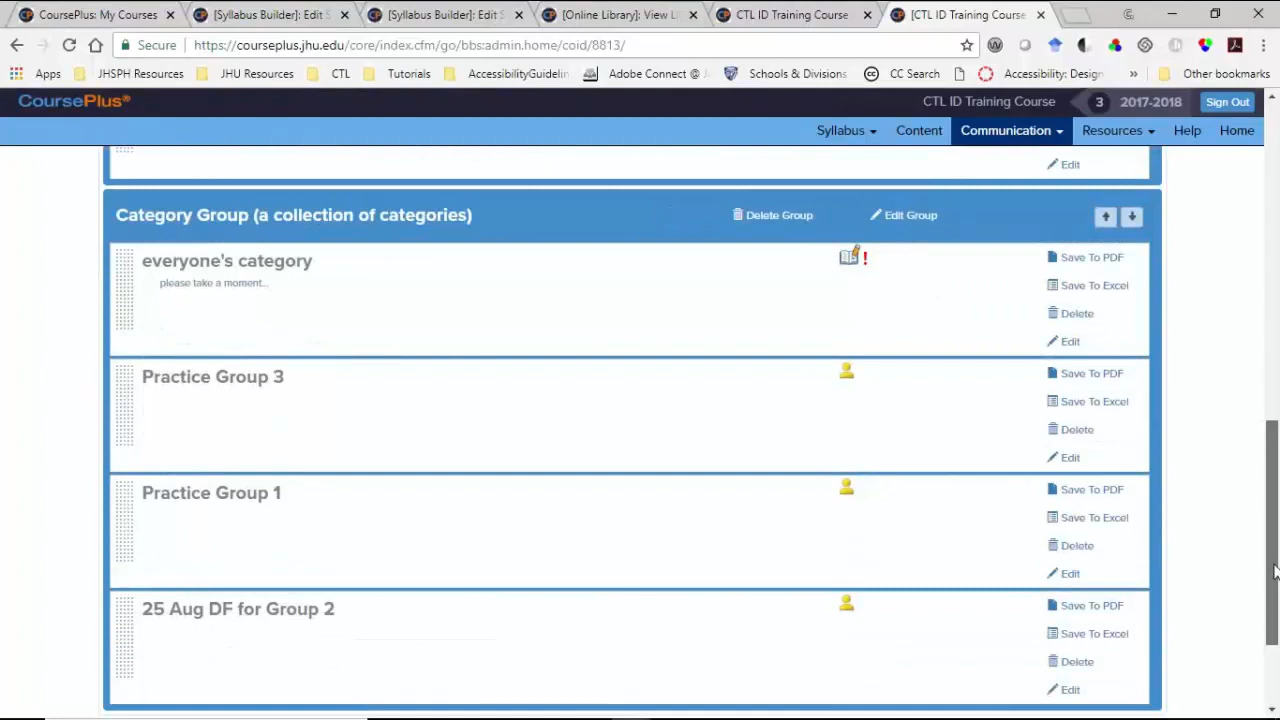 CoursePlus: My Courses
[Syllabus Builder]: Edit S
[Syllabus Builder]: Edit S
[Online Library]: View Li
CTL ID Training Course
[CTL ID Training Course
Secure
https://courseplus.jhu.edu/core/index.cfm/go/bbs:admin.home/coid/8813/
Apps
JHSPH Resources
JHU Resourc
CTL
Tutorials
AccessibilityGuidelin
Adobe Connect @ J
Schools & Divisions
CC Search
Accessibility: Design
»
Other bookmarks
CoursePlus®
CTL ID Training Course
3
2017-2018
Sign Out
Syllabus
Content
Communication
Resources
Help
Home
Edit
Category Group (a collection of categories)
Delete Group
Edit Group
everyone's category
please take a moment...
Save To PDF
Save To Excel
Delete
Edit
Practice Group 3
Save To PDF
Save To Excel
Delete
Edit
Practice Group 1
Save To PDF
Save To Excel
Delete
Edit
25 Aug DF for Group 2
Save To PDF
Save To Excel
Delete
Edit